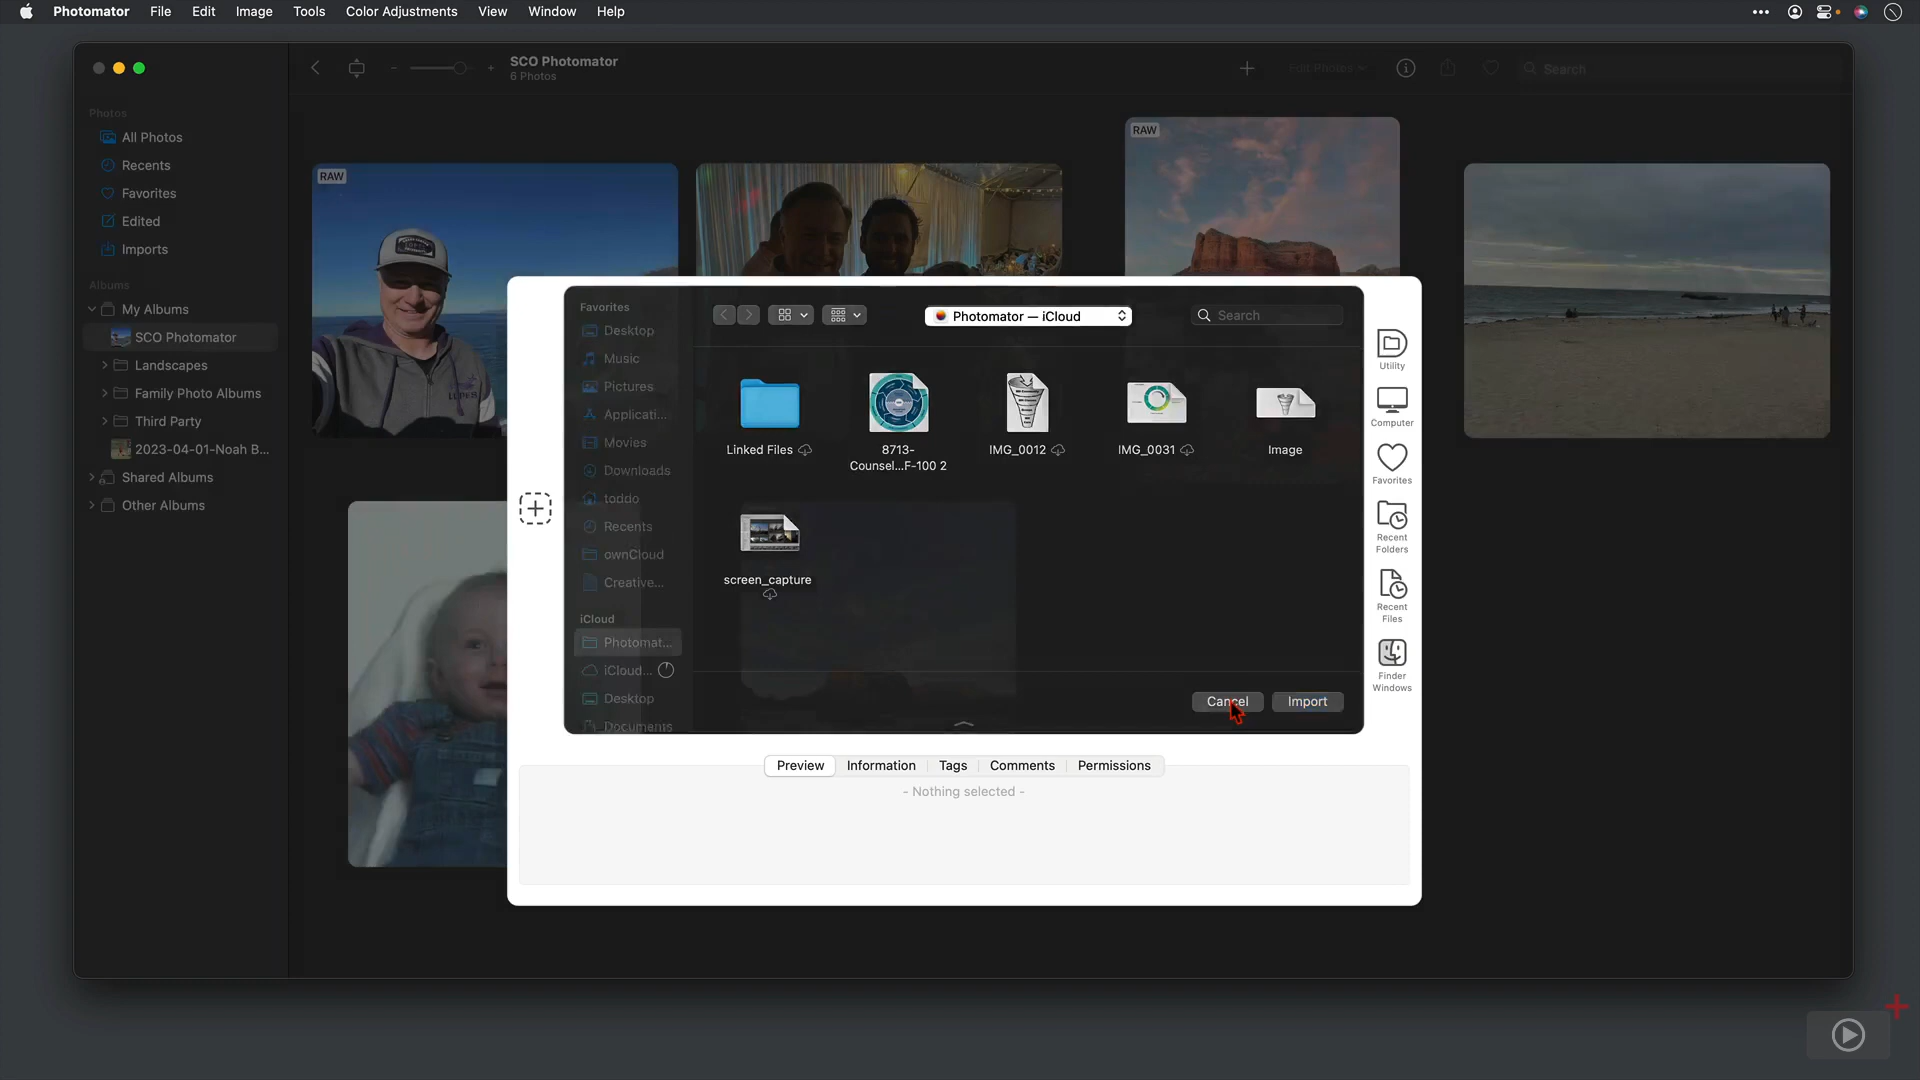 Photomator File Edit Image Tools Color Adjustments View Window Help
SCO Photomator
6 Photos
Edit Photos
Search
Photos
All Photos
Recents
Favorites
Edited
Imports
Albums
My Albums
SCO Photomator
Landscapes
Family Photo Albums
Third Party
2023-04-01-Noah B...
Shared Albums
Other Albums
RAW
RAW
Favorites
Desktop
Music
Pictures
Applicati...
Movies
Downloads
toddo
Recents
ownCloud
Creative...
iCloud
Photomat...
iCloud...
Desktop
Documents
Photomator — iCloud
Search
Linked Files
8713-
Counsel...F-100 2
IMG_0012
IMG_0031
Image
screen_capture
Cancel
Import
Utility
Computer
Favorites
Recent
Folders
Recent
Files
Finder
Windows
Preview Information Tags Comments Permissions
- Nothing selected -